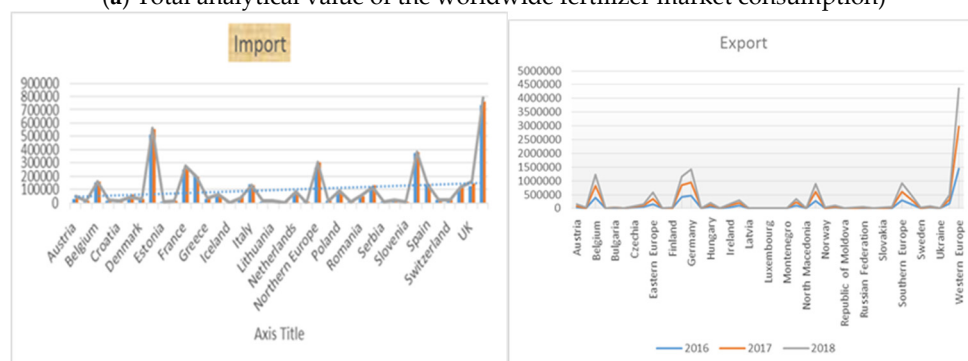 (a) Total analytical value of the worldwide fertilizer market consumption)
Import
900000
800000
700000
600000
500000
400000
300000
200000
100000
0
Austria
Belgium
Croatia
Denmark
Estonia
France
Greece
Iceland
Italy
Lithuania
Netherlands
Northern Europe
Poland
Romania
Serbia
Slovenia
Spain
Switzerland
UK
Axis Title
Export
5000000
4500000
4000000
3500000
3000000
2500000
2000000
1500000
1000000
500000
0
Austria
Belgium
Bulgaria
Czechia
Eastern Europe
Finland
Germany
Hungary
Ireland
Latvia
Luxembourg
Montenegro
North Macedonia
Norway
Republic of Moldova
Russian Federation
Slovakia
Southern Europe
Sweden
Ukraine
Western Europe
2016 2017 2018